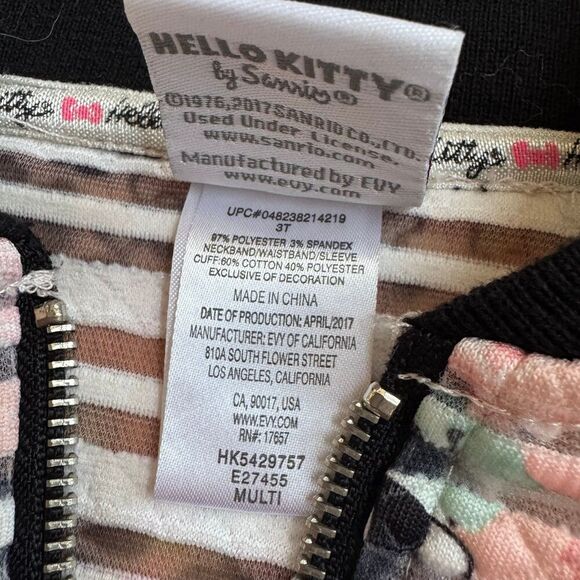 HELLO KITTY®
by Sanrio®
©1976, 2017 SANRIO CO., LTD.
Used Under License.
www.sanrio.com
Manufactured by EVY
www.evy.com
UPC#048238214219
3T
97% POLYESTER 3% SPANDEX
NECKBAND/WAISTBAND/SLEEVE
CUFF:60% COTTON 40% POLYESTER
EXCLUSIVE OF DECORATION
MADE IN CHINA
DATE OF PRODUCTION: APRIL/2017
MANUFACTURER: EVY OF CALIFORNIA
810A SOUTH FLOWER STREET
LOS ANGELES, CALIFORNIA
CA, 90017, USA
WWW.EVY.COM
RN#: 17657
HK5429757
E27455
MULTI